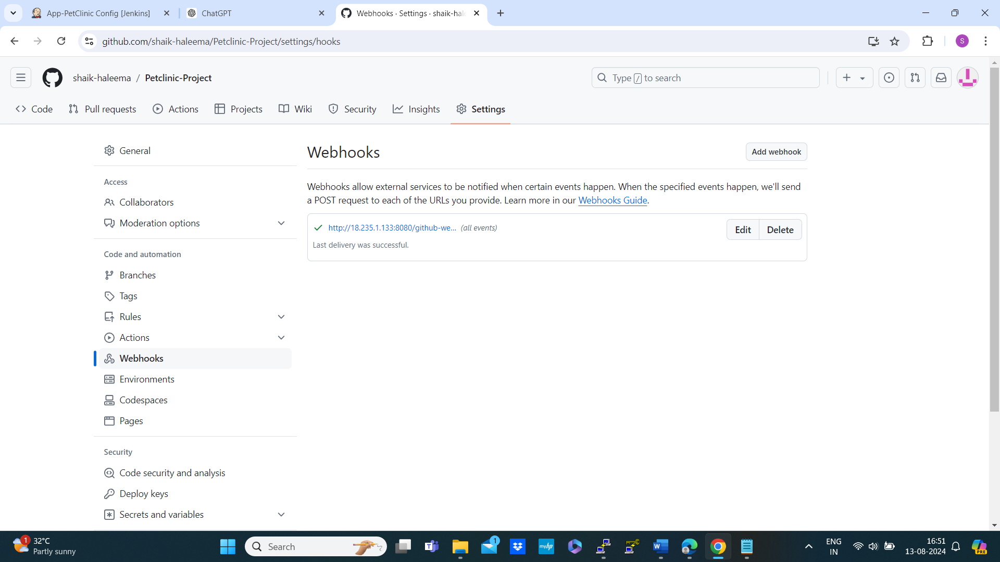 App-PetClinic Config [Jenkins]
ChatGPT
Webhooks · Settings · shaik-hale
github.com/shaik-haleema/Petclinic-Project/settings/hooks
S
shaik-haleema / Petclinic-Project
Type / to search
Code
Pull requests
Actions
Projects
Wiki
Security
Insights
Settings
General
Access
Collaborators
Moderation options
Code and automation
Branches
Tags
Rules
Actions
Webhooks
Environments
Codespaces
Pages
Security
Code security and analysis
Deploy keys
Secrets and variables
Webhooks
Add webhook
Webhooks allow external services to be notified when certain events happen. When the specified events happen, we'll send
a POST request to each of the URLs you provide. Learn more in our Webhooks Guide.
http://18.235.1.133:8080/github-we... (all events)
Edit
Delete
Last delivery was successful.
1
32°C
Partly sunny
Search
1
myhp
ENG
IN
16:51
13-08-2024
PRE